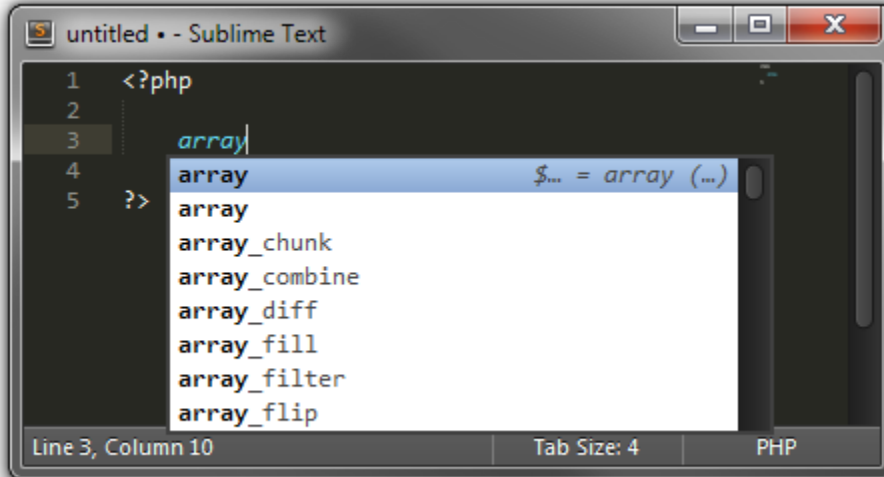 untitled • - Sublime Text
1 <?php
2
3 array
4
5 ?>
array $… = array (…)
array
array_chunk
array_combine
array_diff
array_fill
array_filter
array_flip
Line 3, Column 10 Tab Size: 4 PHP